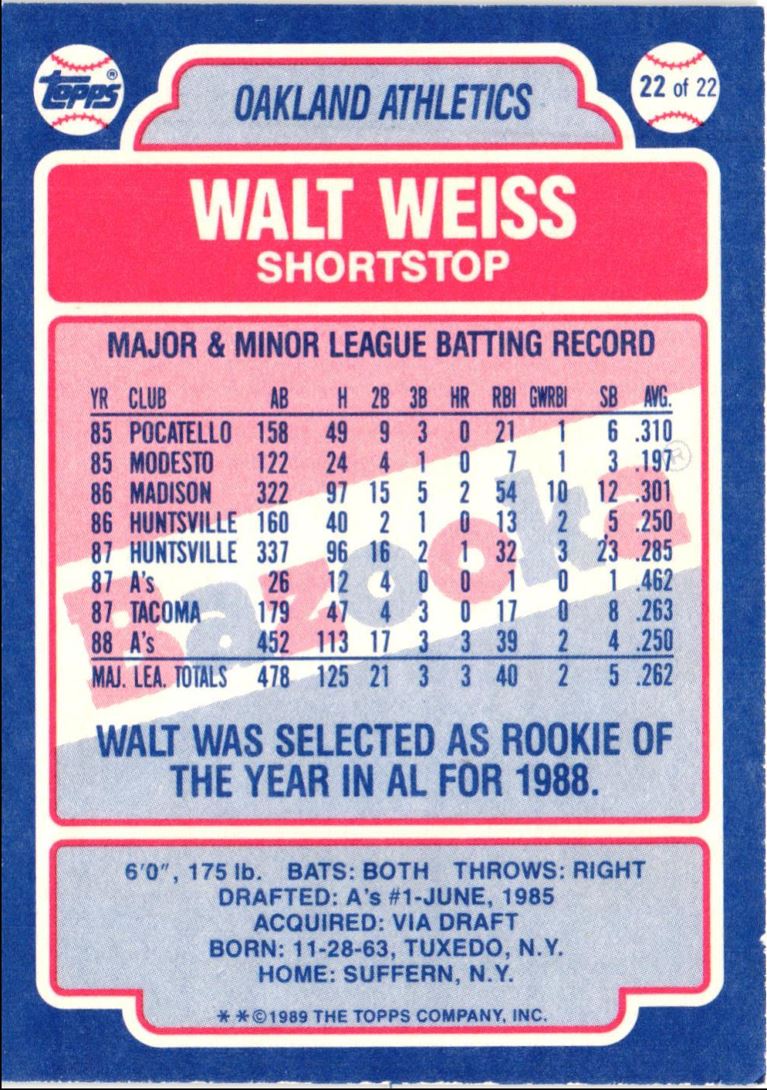 Topps®
OAKLAND ATHLETICS
22 of 22
WALT WEISS
SHORTSTOP
MAJOR & MINOR LEAGUE BATTING RECORD
YR CLUB AB H 2B 3B HR RBI GWRBI SB AVG.
85 POCATELLO 158 49 9 3 0 21 1 6 .310
85 MODESTO 122 24 4 1 0 7 1 3 .197
86 MADISON 322 97 15 5 2 54 10 12 .301
86 HUNTSVILLE 160 40 2 1 0 13 2 5 .250
87 HUNTSVILLE 337 96 16 2 1 32 3 23 .285
87 A's 26 12 4 0 0 1 0 1 .462
87 TACOMA 179 47 4 3 0 17 0 8 .263
88 A's 452 113 17 3 3 39 2 4 .250
MAJ. LEA. TOTALS 478 125 21 3 3 40 2 5 .262
Bazooka®
WALT WAS SELECTED AS ROOKIE OF
THE YEAR IN AL FOR 1988.
6'0", 175 lb. BATS: BOTH THROWS: RIGHT
DRAFTED: A's #1-JUNE, 1985
ACQUIRED: VIA DRAFT
BORN: 11-28-63, TUXEDO, N.Y.
HOME: SUFFERN, N.Y.
* * ©1989 THE TOPPS COMPANY, INC.